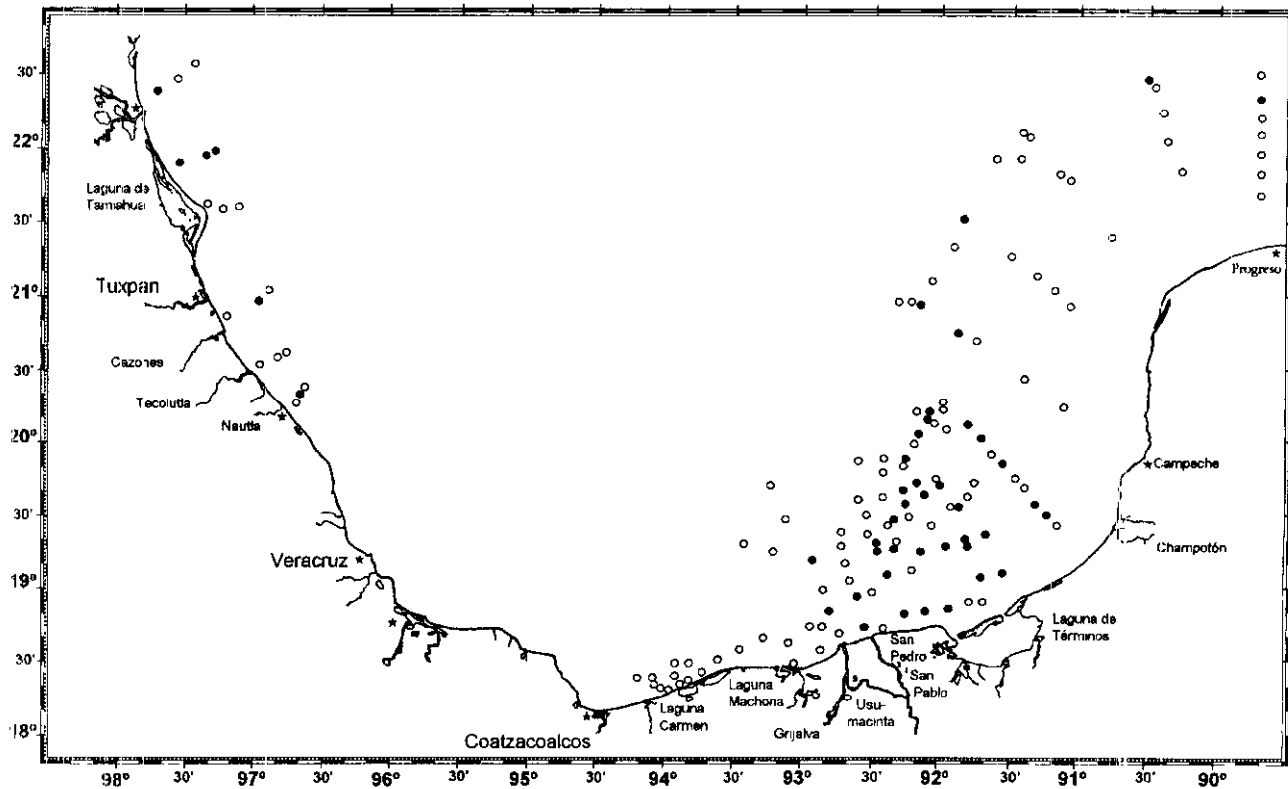 30'
22°
30'
21°
30'
20°
30'
19°
30'
18°
Laguna de
Tamahua
Tuxpan
Cazones
Tecolutla
Nautla
Veracruz
Coatzacoalcos
Laguna
Carmen
Laguna
Machona
Grijalva
Usu-
macinta
San
Pedro
San
Pablo
Laguna de
Términos
Champotón
Campeche
Progreso
98° 30' 97° 30' 96° 30' 95° 30' 94° 30' 93° 30' 92° 30' 91° 30' 90°